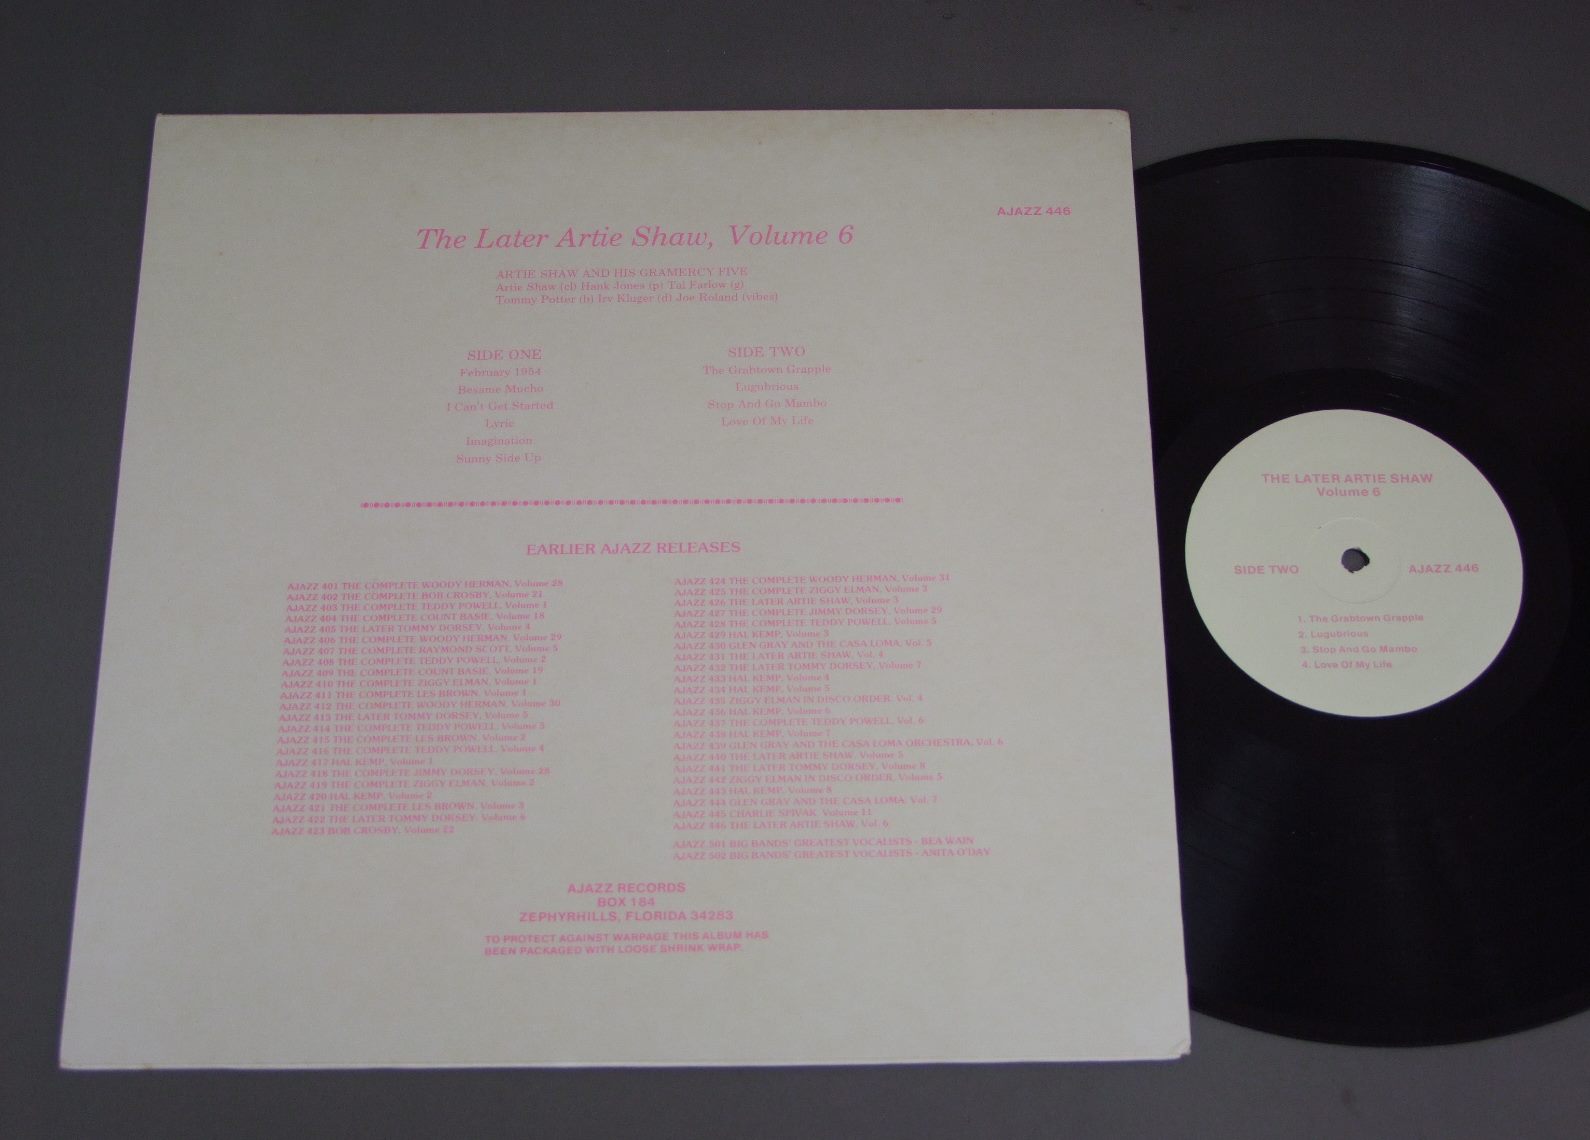 AJAZZ 446
The Later Artie Shaw, Volume 6
ARTIE SHAW AND HIS GRAMERCY FIVE
Artie Shaw (cl) Hank Jones (p) Tal Farlow (g)
Tommy Potter (b) Irv Kluger (d) Joe Roland (vibes)
SIDE ONE
February 1954
Besame Mucho
I Can't Get Started
Lyric
Imagination
Sunny Side Up
SIDE TWO
The Grabtown Grapple
Lugubrious
Stop And Go Mambo
Love Of My Life
EARLIER AJAZZ RELEASES
AJAZZ 401 THE COMPLETE WOODY HERMAN, Volume 28
AJAZZ 402 THE COMPLETE BOB CROSBY, Volume 21
AJAZZ 403 THE COMPLETE TEDDY POWELL, Volume 1
AJAZZ 404 THE COMPLETE COUNT BASIE, Volume 18
AJAZZ 405 THE LATER TOMMY DORSEY, Volume 4
AJAZZ 406 THE COMPLETE WOODY HERMAN, Volume 29
AJAZZ 407 THE COMPLETE RAYMOND SCOTT, Volume 5
AJAZZ 408 THE COMPLETE TEDDY POWELL, Volume 2
AJAZZ 409 THE COMPLETE COUNT BASIE, Volume 19
AJAZZ 410 THE COMPLETE ZIGGY ELMAN, Volume 1
AJAZZ 411 THE COMPLETE LES BROWN, Volume 1
AJAZZ 412 THE COMPLETE WOODY HERMAN, Volume 30
AJAZZ 413 THE LATER TOMMY DORSEY, Volume 5
AJAZZ 414 THE COMPLETE TEDDY POWELL, Volume 3
AJAZZ 415 THE COMPLETE LES BROWN, Volume 2
AJAZZ 416 THE COMPLETE TEDDY POWELL, Volume 4
AJAZZ 417 HAL KEMP, Volume 1
AJAZZ 418 THE COMPLETE JIMMY DORSEY, Volume 28
AJAZZ 419 THE COMPLETE ZIGGY ELMAN, Volume 2
AJAZZ 420 HAL KEMP, Volume 2
AJAZZ 421 THE COMPLETE LES BROWN, Volume 3
AJAZZ 422 THE LATER TOMMY DORSEY, Volume 6
AJAZZ 423 BOB CROSBY, Volume 22
AJAZZ 424 THE COMPLETE WOODY HERMAN, Volume 31
AJAZZ 425 THE COMPLETE ZIGGY ELMAN, Volume 3
AJAZZ 426 THE LATER ARTIE SHAW, Volume 3
AJAZZ 427 THE COMPLETE JIMMY DORSEY, Volume 29
AJAZZ 428 THE COMPLETE TEDDY POWELL, Volume 5
AJAZZ 429 HAL KEMP, Volume 3
AJAZZ 430 GLEN GRAY AND THE CASA LOMA, Vol. 5
AJAZZ 431 THE LATER ARTIE SHAW, Vol. 4
AJAZZ 432 THE LATER TOMMY DORSEY, Volume 7
AJAZZ 433 HAL KEMP, Volume 4
AJAZZ 434 HAL KEMP, Volume 5
AJAZZ 435 ZIGGY ELMAN IN DISCO ORDER, Vol. 4
AJAZZ 436 HAL KEMP, Volume 6
AJAZZ 437 THE COMPLETE TEDDY POWELL, Vol. 6
AJAZZ 438 HAL KEMP, Volume 7
AJAZZ 439 GLEN GRAY AND THE CASA LOMA ORCHESTRA, Vol. 6
AJAZZ 440 THE LATER ARTIE SHAW, Volume 5
AJAZZ 441 THE LATER TOMMY DORSEY, Volume 8
AJAZZ 442 ZIGGY ELMAN IN DISCO ORDER, Volume 5
AJAZZ 443 HAL KEMP, Volume 8
AJAZZ 444 GLEN GRAY AND THE CASA LOMA, Vol. 7
AJAZZ 445 CHARLIE SPIVAK, Volume 11
AJAZZ 446 THE LATER ARTIE SHAW, Vol. 6
AJAZZ 501 BIG BANDS' GREATEST VOCALISTS - BEA WAIN
AJAZZ 502 BIG BANDS' GREATEST VOCALISTS - ANITA O'DAY
AJAZZ RECORDS
BOX 184
ZEPHYRHILLS, FLORIDA 34283
TO PROTECT AGAINST WARPAGE THIS ALBUM HAS
BEEN PACKAGED WITH LOOSE SHRINK WRAP.
THE LATER ARTIE SHAW
Volume 6
SIDE TWO
AJAZZ 446
1. The Grabtown Grapple
2. Lugubrious
3. Stop And Go Mambo
4. Love Of My Life